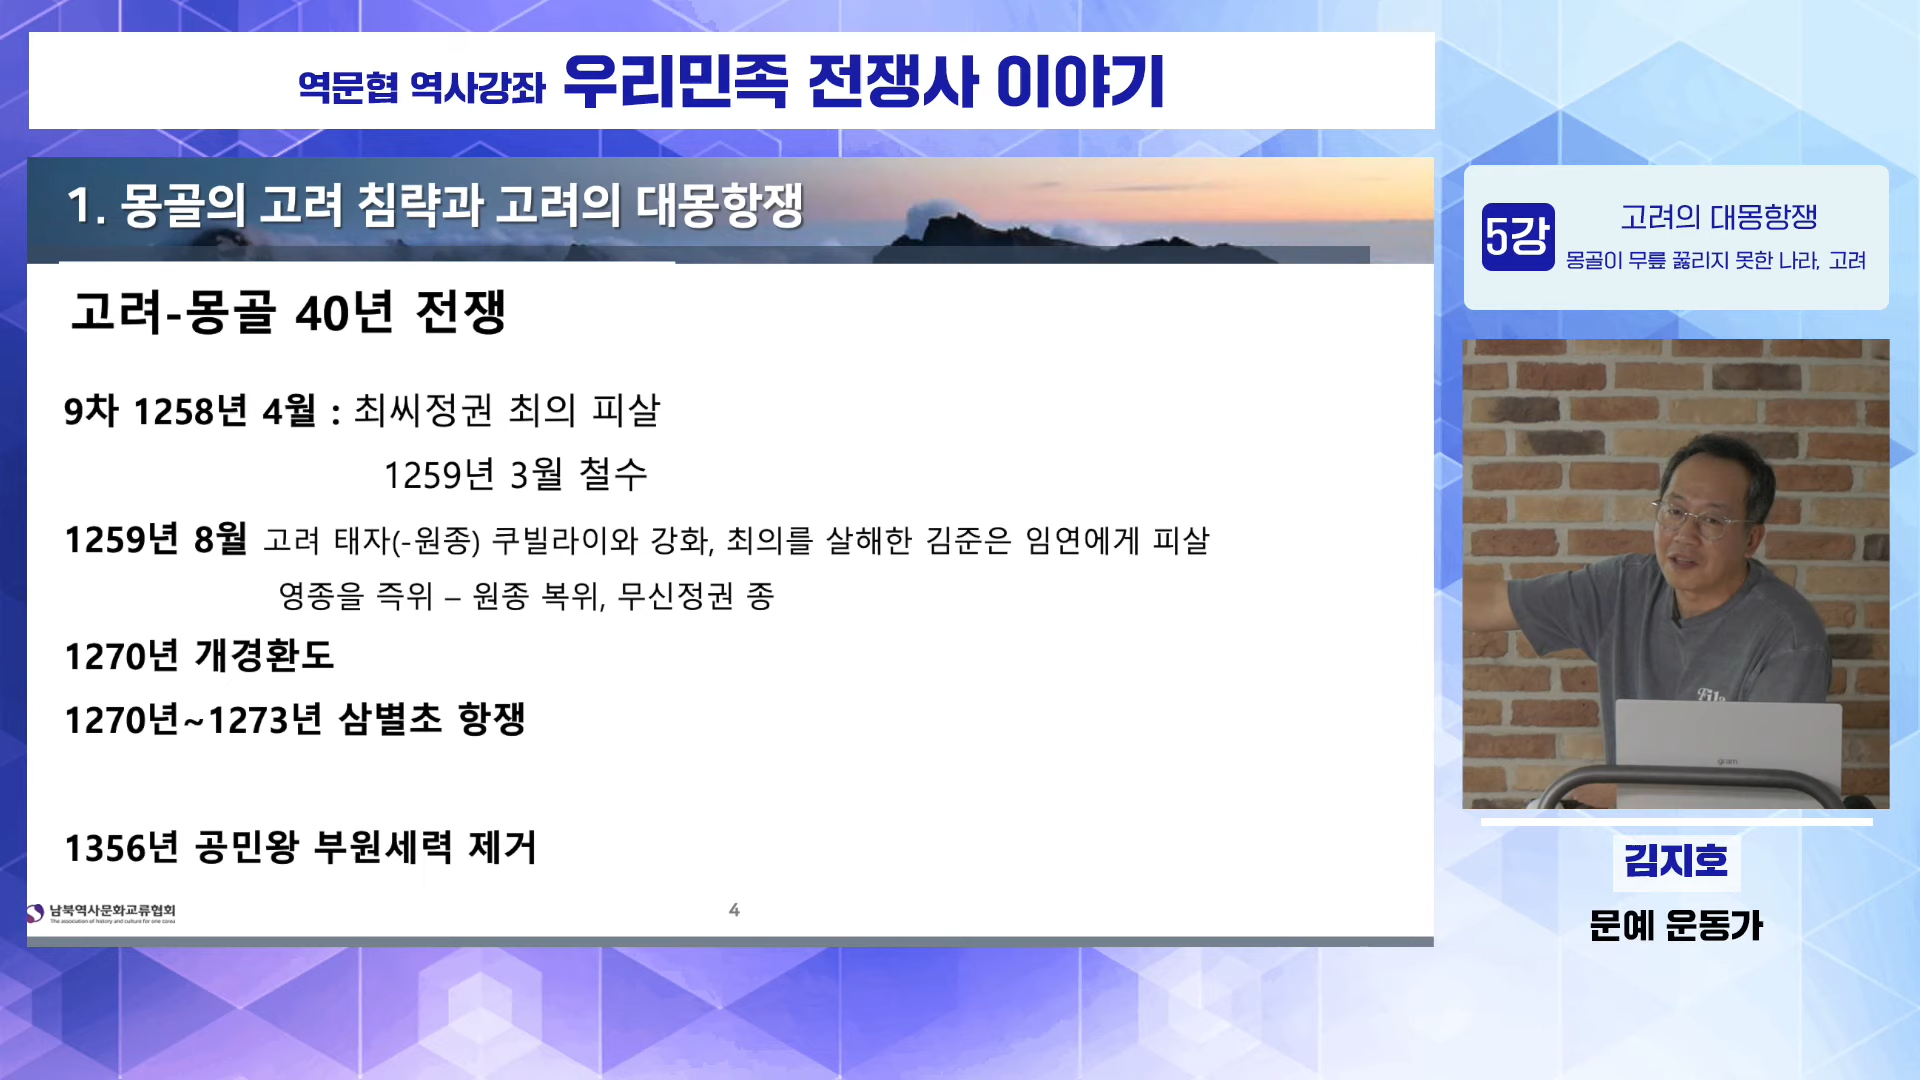 역문협 역사강좌 우리민족 전쟁사 이야기
1. 몽골의 고려 침략과 고려의 대몽항쟁
고려-몽골 40년 전쟁
9차 1258년 4월 : 최씨정권 최의 피살
1259년 3월 철수
1259년 8월 고려 태자(-원종) 쿠빌라이와 강화, 최의를 살해한 김준은 임연에게 피살
영종을 즉위 – 원종 복위, 무신정권 종
1270년 개경환도
1270년~1273년 삼별초 항쟁
1356년 공민왕 부원세력 제거
남북역사문화교류협회
The association of history and culture for one corea
4
5강
고려의 대몽항쟁
몽골이 무릎 꿇리지 못한 나라, 고려
gram
김지호
문예 운동가